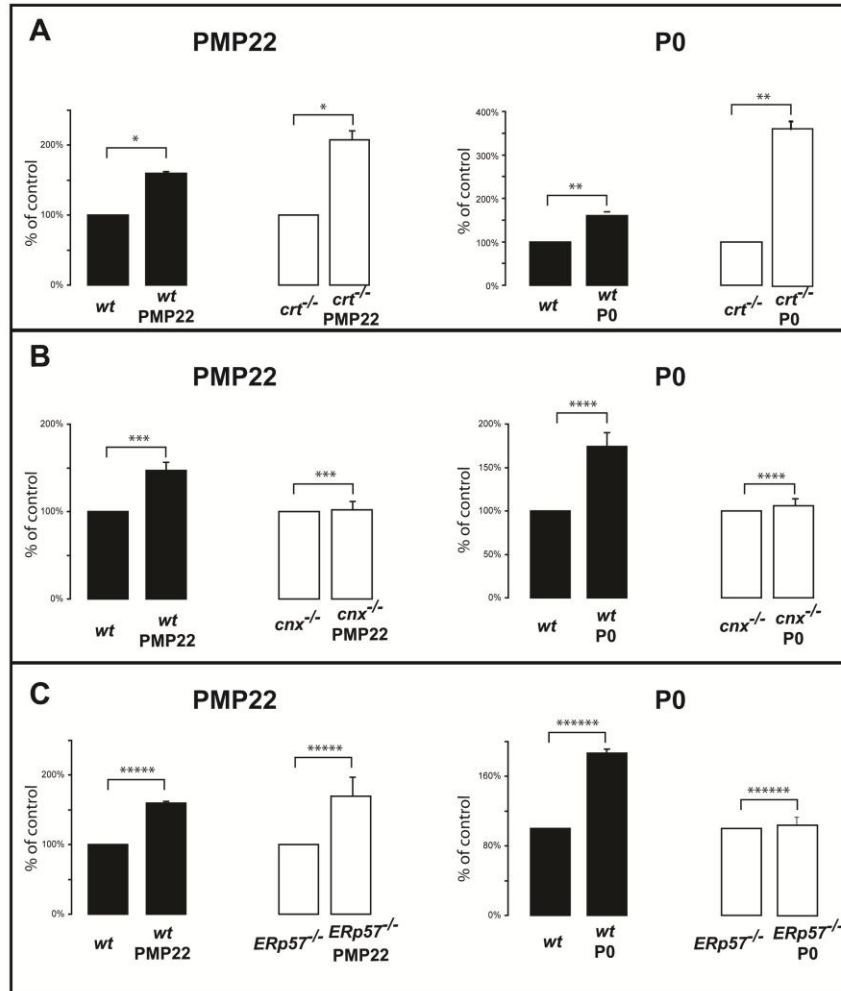 A
PMP22
P0
% of control
200%
100%
0%
*
*
wt
wt
PMP22
crt-/-
crt-/-
PMP22
% of control
400%
300%
200%
100%
0%
**
**
wt
wt
P0
crt-/-
crt-/-
P0
B
PMP22
P0
% of control
200%
100%
0%
***
***
wt
wt
PMP22
cnx-/-
cnx-/-
PMP22
% of control
200%
150%
100%
50%
0%
****
****
wt
wt
P0
cnx-/-
cnx-/-
P0
C
PMP22
P0
% of control
200%
100%
0%
*****
*****
wt
wt
PMP22
ERp57-/-
ERp57-/-
PMP22
% of control
160%
80%
0%
******
******
wt
wt
P0
ERp57-/-
ERp57-/-
P0